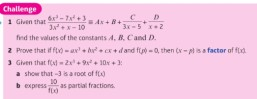 Challenge
1 Given that (6x³ − 7x² + 3)/(3x² + x − 10) ≡ Ax + B + C/(3x − 5) + D/(x + 2)
find the values of the constants A, B, C and D.
2 Prove that if f(x) = ax³ + bx² + cx + d and f(p) = 0, then (x − p) is a factor of f(x).
3 Given that f(x) = 2x³ + 9x² + 10x + 3:
a show that −3 is a root of f(x)
b express 10/f(x) as partial fractions.